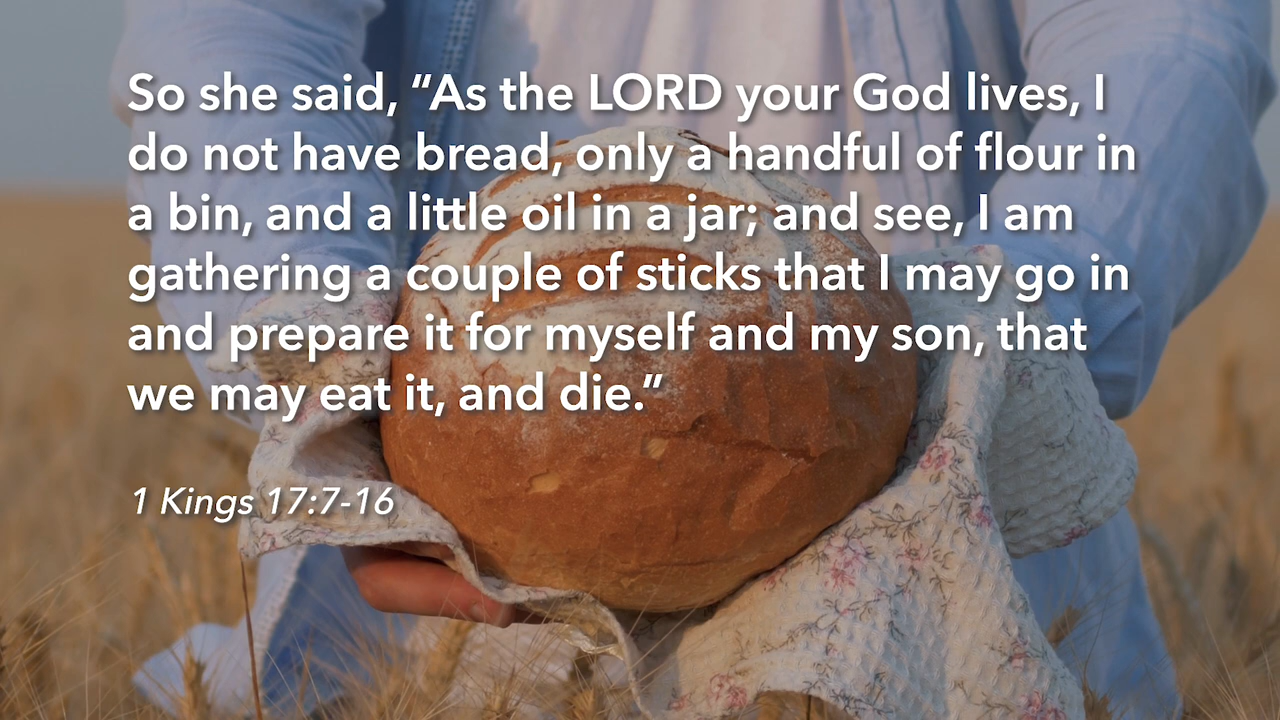 So she said, “As the LORD your God lives, I
do not have bread, only a handful of flour in
a bin, and a little oil in a jar; and see, I am
gathering a couple of sticks that I may go in
and prepare it for myself and my son, that
we may eat it, and die.”
1 Kings 17:7-16